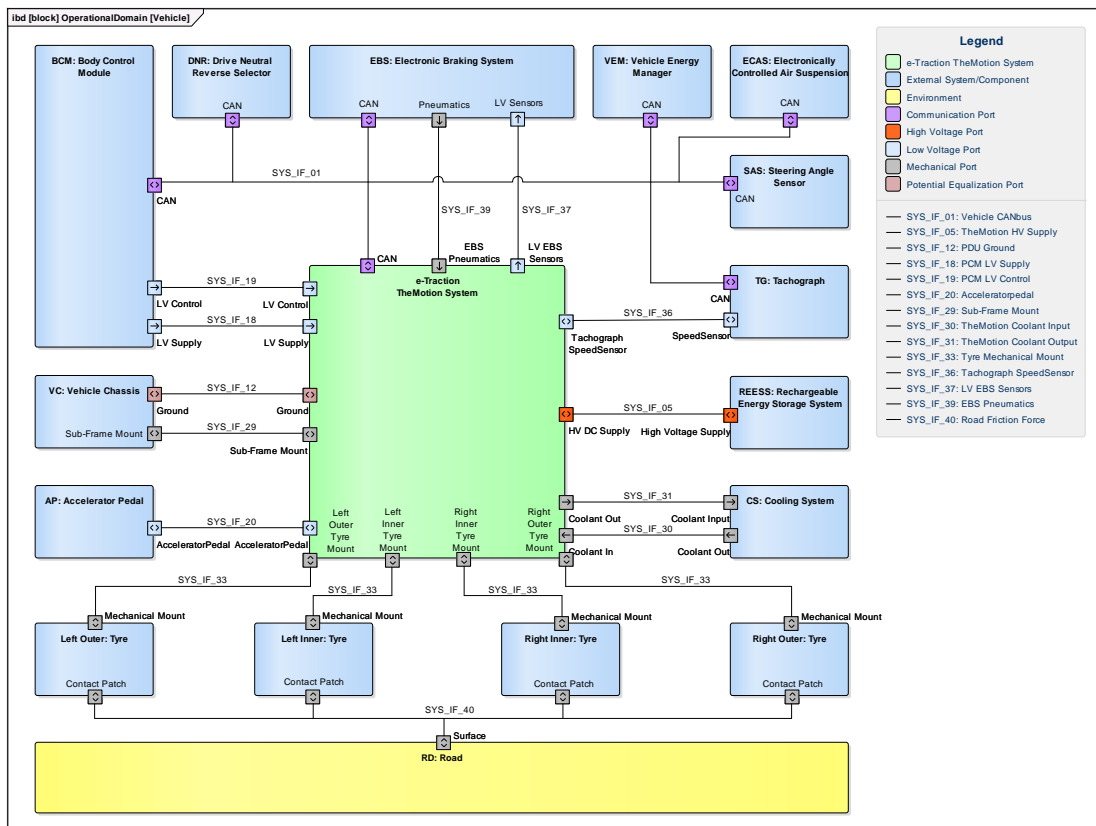 ibd [block] OperationalDomain [Vehicle]
BCM: Body Control
Module
DNR: Drive Neutral
Reverse Selector
CAN
EBS: Electronic Braking System
CAN
Pneumatics
LV Sensors
VEM: Vehicle Energy
Manager
CAN
ECAS: Electronically
Controlled Air Suspension
CAN
SYS_IF_01
CAN
SAS: Steering Angle
Sensor
CAN
SYS_IF_39
SYS_IF_37
CAN
EBS
Pneumatics
LV EBS
Sensors
e-Traction
TheMotion System
TG: Tachograph
CAN
SpeedSensor
SYS_IF_36
Tachograph
SpeedSensor
SYS_IF_19
LV Control
LV Control
SYS_IF_18
LV Supply
LV Supply
VC: Vehicle Chassis
SYS_IF_12
Ground
Ground
Sub-Frame Mount
SYS_IF_29
Sub-Frame Mount
REESS: Rechargeable
Energy Storage System
SYS_IF_05
HV DC Supply
High Voltage Supply
AP: Accelerator Pedal
SYS_IF_20
AcceleratorPedal
AcceleratorPedal
Left
Outer
Tyre
Mount
Left
Inner
Tyre
Mount
Right
Inner
Tyre
Mount
Right
Outer
Tyre
Mount
SYS_IF_31
Coolant Out
Coolant Input
SYS_IF_30
Coolant In
Coolant Out
CS: Cooling System
SYS_IF_33
SYS_IF_33
SYS_IF_33
SYS_IF_33
Mechanical Mount
Mechanical Mount
Mechanical Mount
Mechanical Mount
Left Outer: Tyre
Left Inner: Tyre
Right Inner: Tyre
Right Outer: Tyre
Contact Patch
Contact Patch
Contact Patch
Contact Patch
SYS_IF_40
Surface
RD: Road
Legend
e-Traction TheMotion System
External System/Component
Environment
Communication Port
High Voltage Port
Low Voltage Port
Mechanical Port
Potential Equalization Port
SYS_IF_01: Vehicle CANbus
SYS_IF_05: TheMotion HV Supply
SYS_IF_12: PDU Ground
SYS_IF_18: PCM LV Supply
SYS_IF_19: PCM LV Control
SYS_IF_20: Acceleratorpedal
SYS_IF_29: Sub-Frame Mount
SYS_IF_30: TheMotion Coolant Input
SYS_IF_31: TheMotion Coolant Output
SYS_IF_33: Tyre Mechanical Mount
SYS_IF_36: Tachograph SpeedSensor
SYS_IF_37: LV EBS Sensors
SYS_IF_39: EBS Pneumatics
SYS_IF_40: Road Friction Force